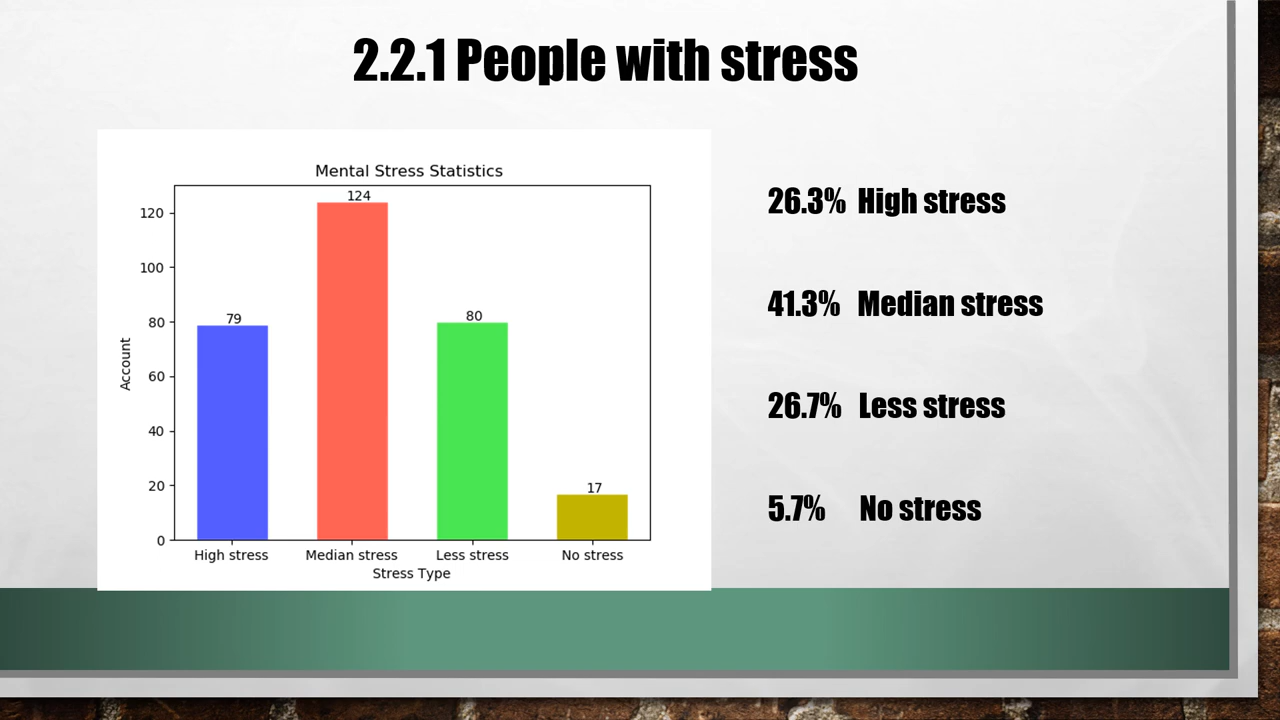 2.2.1 People with stress
Mental Stress Statistics
124
120
100
79
80
80
60
40
20
17
0
Account
High stress
Median stress
Less stress
No stress
Stress Type
26.3% High stress
41.3% Median stress
26.7% Less stress
5.7% No stress